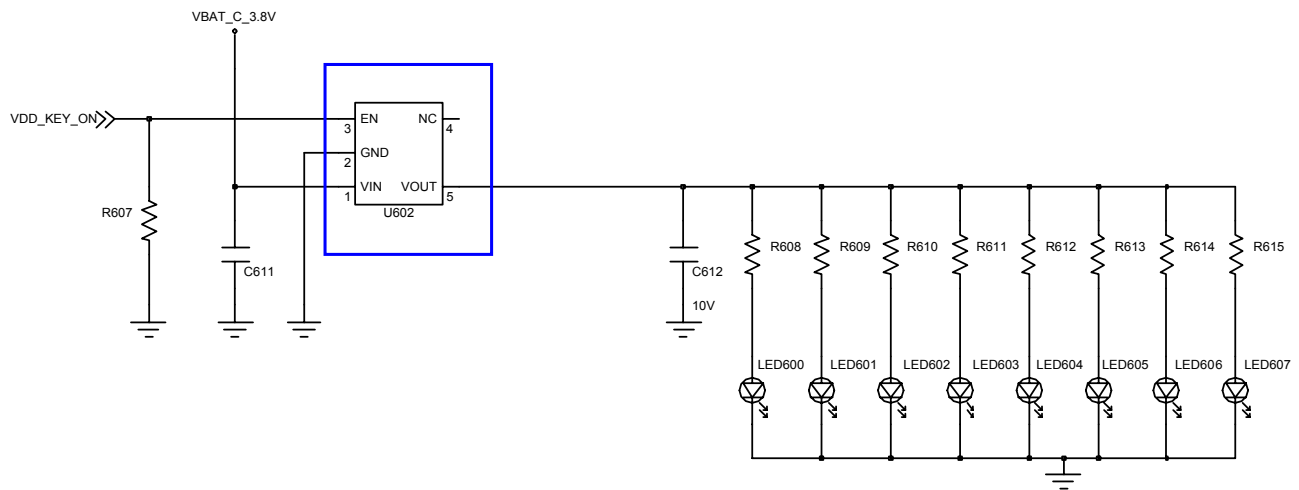 VBAT_C_3.8V
VDD_KEY_ON
EN
NC
3
4
GND
2
VIN
VOUT
1
5
U602
R607
C611
C612
10V
R608
R609
R610
R611
R612
R613
R614
R615
LED600
LED601
LED602
LED603
LED604
LED605
LED606
LED607